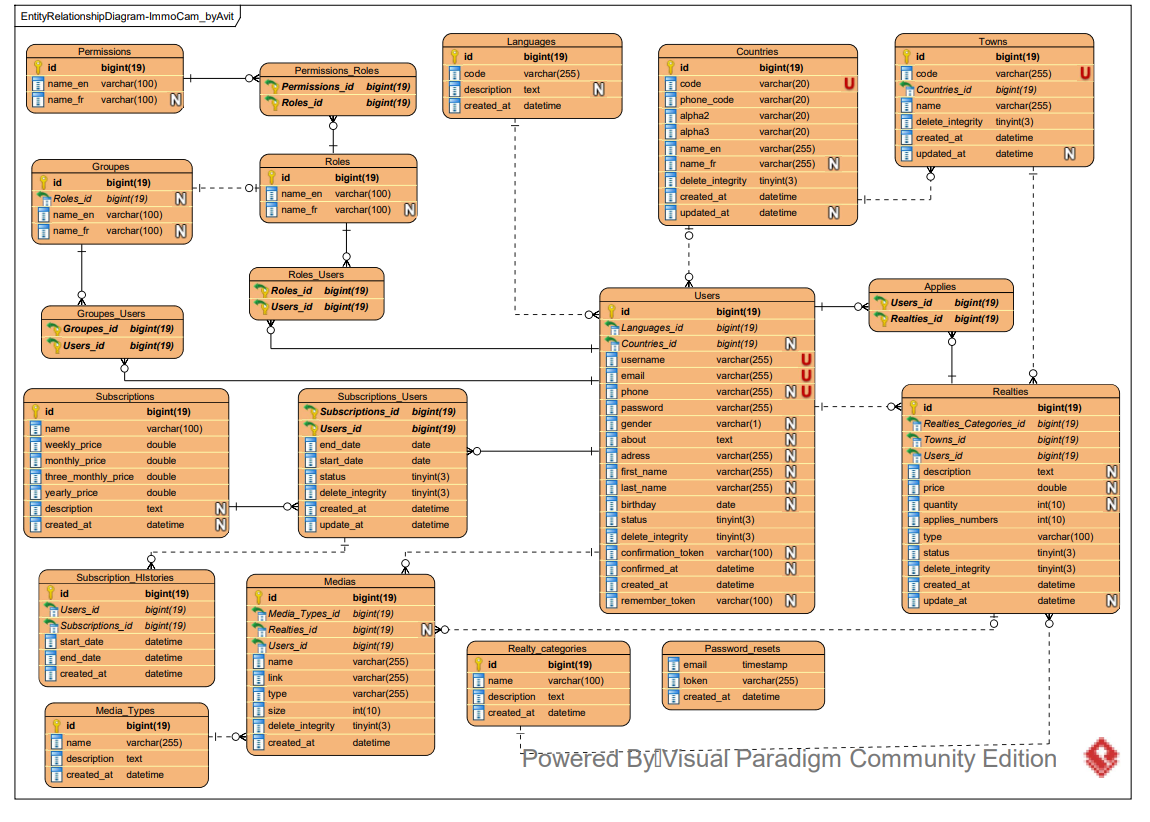 EntityRelationshipDiagram-ImmoCam_byAvit
Permissions
id bigint(19)
name_en varchar(100)
name_fr varchar(100) N
Permissions_Roles
Permissions_id bigint(19)
Roles_id bigint(19)
Languages
id bigint(19)
code varchar(255)
description text N
created_at datetime
Countries
id bigint(19)
code varchar(20) U
phone_code varchar(20)
alpha2 varchar(20)
alpha3 varchar(20)
name_en varchar(255)
name_fr varchar(255) N
delete_integrity tinyint(3)
created_at datetime
updated_at datetime N
Towns
id bigint(19)
code varchar(255) U
Countries_id bigint(19)
name varchar(255)
delete_integrity tinyint(3)
created_at datetime
updated_at datetime N
Groupes
id bigint(19)
Roles_id bigint(19) N
name_en varchar(100)
name_fr varchar(100) N
Roles
id bigint(19)
name_en varchar(100)
name_fr varchar(100) N
Roles_Users
Roles_id bigint(19)
Users_id bigint(19)
Groupes_Users
Groupes_id bigint(19)
Users_id bigint(19)
Users
id bigint(19)
Languages_id bigint(19)
Countries_id bigint(19) N
username varchar(255) U
email varchar(255) U
phone varchar(255) N U
password varchar(255)
gender varchar(1) N
about text N
adress varchar(255) N
first_name varchar(255) N
last_name varchar(255) N
birthday date N
status tinyint(3)
delete_integrity tinyint(3)
confirmation_token varchar(100) N
confirmed_at datetime N
created_at datetime
remember_token varchar(100) N
Applies
Users_id bigint(19)
Realties_id bigint(19)
Subscriptions
id bigint(19)
name varchar(100)
weekly_price double
monthly_price double
three_monthly_price double
yearly_price double
description text N
created_at datetime N
Subscriptions_Users
Subscriptions_id bigint(19)
Users_id bigint(19)
end_date date
start_date date
status tinyint(3)
delete_integrity tinyint(3)
created_at datetime
update_at datetime
Realties
id bigint(19)
Realties_Categories_id bigint(19)
Towns_id bigint(19)
Users_id bigint(19)
description text N
price double N
quantity int(10) N
applies_numbers int(10)
type varchar(100)
status tinyint(3)
delete_integrity tinyint(3)
created_at datetime
update_at datetime N
Subscription_HIstories
id bigint(19)
Users_id bigint(19)
Subscriptions_id bigint(19)
start_date datetime
end_date datetime
created_at datetime
Medias
id bigint(19)
Media_Types_id bigint(19)
Realties_id bigint(19) N
Users_id bigint(19)
name varchar(255)
link varchar(255)
type varchar(255)
size int(10)
delete_integrity tinyint(3)
created_at datetime
Realty_categories
id bigint(19)
name varchar(100)
description text
created_at datetime
Password_resets
email timestamp
token varchar(255)
created_at datetime
Media_Types
id bigint(19)
name varchar(255)
description text
created_at datetime
Powered By Visual Paradigm Community Edition